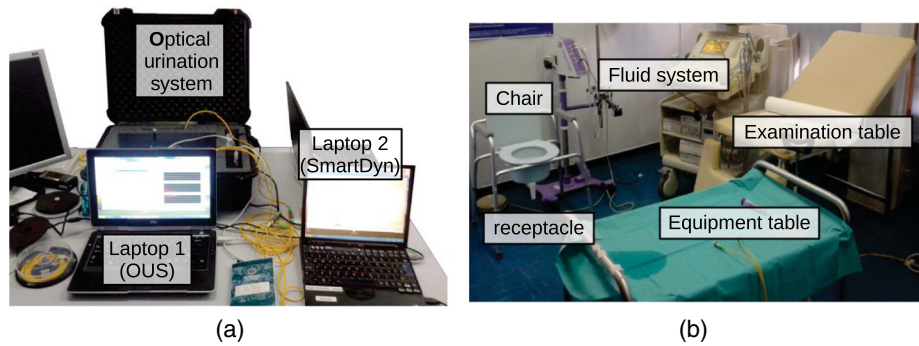 Optical
urination
system
Laptop 2
(SmartDyn)
Laptop 1
(OUS)
(a)
Fluid system
Chair
Examination table
receptacle
Equipment table
(b)